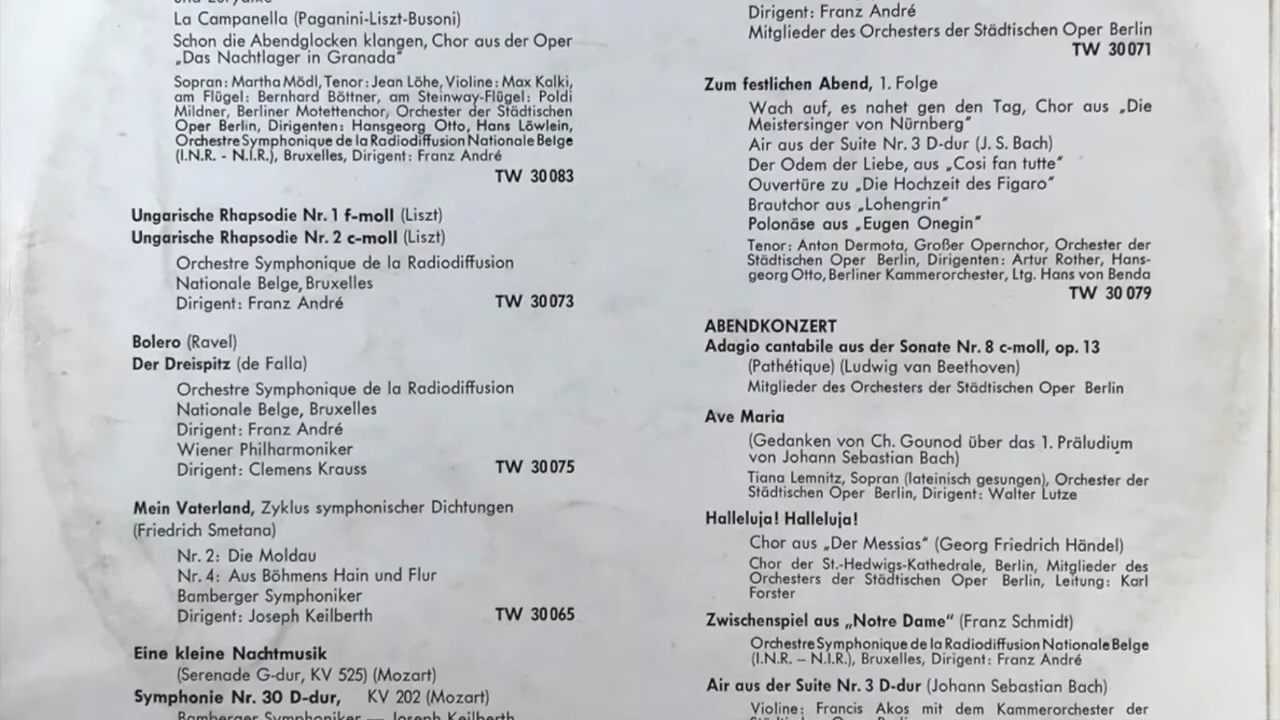 und Eurydike"
La Campanella (Paganini-Liszt-Busoni)
Schon die Abendglocken klangen, Chor aus der Oper
„Das Nachtlager in Granada"
Sopran: Martha Mödl, Tenor: Jean Löhe, Violine: Max Kalki,
am Flügel: Bernhard Böttner, am Steinway-Flügel: Poldi
Mildner, Berliner Motettenchor, Orchester der Städtischen
Oper Berlin, Dirigenten: Hansgeorg Otto, Hans Löwlein,
Orchestre Symphonique de la Radiodiffusion Nationale Belge
(I.N.R. - N.I.R.), Bruxelles, Dirigent: Franz André
TW 30083
Ungarische Rhapsodie Nr. 1 f-moll (Liszt)
Ungarische Rhapsodie Nr. 2 c-moll (Liszt)
Orchestre Symphonique de la Radiodiffusion
Nationale Belge, Bruxelles
Dirigent: Franz André TW 30073
Bolero (Ravel)
Der Dreispitz (de Falla)
Orchestre Symphonique de la Radiodiffusion
Nationale Belge, Bruxelles
Dirigent: Franz André
Wiener Philharmoniker
Dirigent: Clemens Krauss TW 30075
Mein Vaterland, Zyklus symphonischer Dichtungen
(Friedrich Smetana)
Nr. 2: Die Moldau
Nr. 4: Aus Böhmens Hain und Flur
Bamberger Symphoniker
Dirigent: Joseph Keilberth TW 30065
Eine kleine Nachtmusik
(Serenade G-dur, KV 525) (Mozart)
Symphonie Nr. 30 D-dur, KV 202 (Mozart)
Bamberger Symphoniker — Joseph Keilberth
Dirigent: Franz André
Mitglieder des Orchesters der Städtischen Oper Berlin
TW 30071
Zum festlichen Abend, 1. Folge
Wach auf, es nahet gen den Tag, Chor aus „Die
Meistersinger von Nürnberg"
Air aus der Suite Nr. 3 D-dur (J. S. Bach)
Der Odem der Liebe, aus „Cosi fan tutte"
Ouvertüre zu „Die Hochzeit des Figaro"
Brautchor aus „Lohengrin"
Polonäse aus „Eugen Onegin"
Tenor: Anton Dermota, Großer Opernchor, Orchester der
Städtischen Oper Berlin, Dirigenten: Artur Rother, Hans-
georg Otto, Berliner Kammerorchester, Ltg. Hans von Benda
TW 30079
ABENDKONZERT
Adagio cantabile aus der Sonate Nr. 8 c-moll, op. 13
(Pathétique) (Ludwig van Beethoven)
Mitglieder des Orchesters der Städtischen Oper Berlin
Ave Maria
(Gedanken von Ch. Gounod über das 1. Präludium
von Johann Sebastian Bach)
Tiana Lemnitz, Sopran (lateinisch gesungen), Orchester der
Städtischen Oper Berlin, Dirigent: Walter Lutze
Halleluja! Halleluja!
Chor aus „Der Messias" (Georg Friedrich Händel)
Chor der St.-Hedwigs-Kathedrale, Berlin, Mitglieder des
Orchesters der Städtischen Oper Berlin, Leitung: Karl
Forster
Zwischenspiel aus „Notre Dame" (Franz Schmidt)
Orchestre Symphonique de la Radiodiffusion Nationale Belge
(I.N.R. – N.I.R.), Bruxelles, Dirigent: Franz André
Air aus der Suite Nr. 3 D-dur (Johann Sebastian Bach)
Violine: Francis Akos mit dem Kammerorchester der